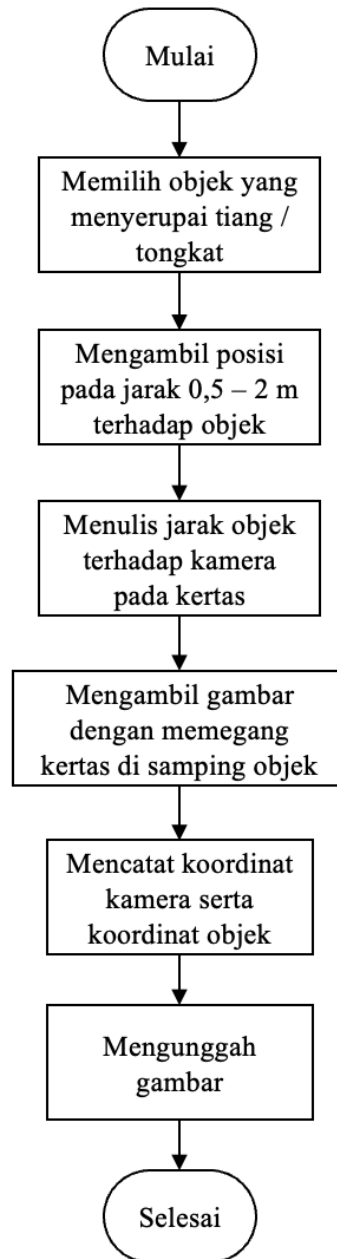 Mulai
Memilih objek yang
menyerupai tiang /
tongkat
Mengambil posisi
pada jarak 0,5 – 2 m
terhadap objek
Menulis jarak objek
terhadap kamera
pada kertas
Mengambil gambar
dengan memegang
kertas di samping objek
Mencatat koordinat
kamera serta
koordinat objek
Mengunggah
gambar
Selesai